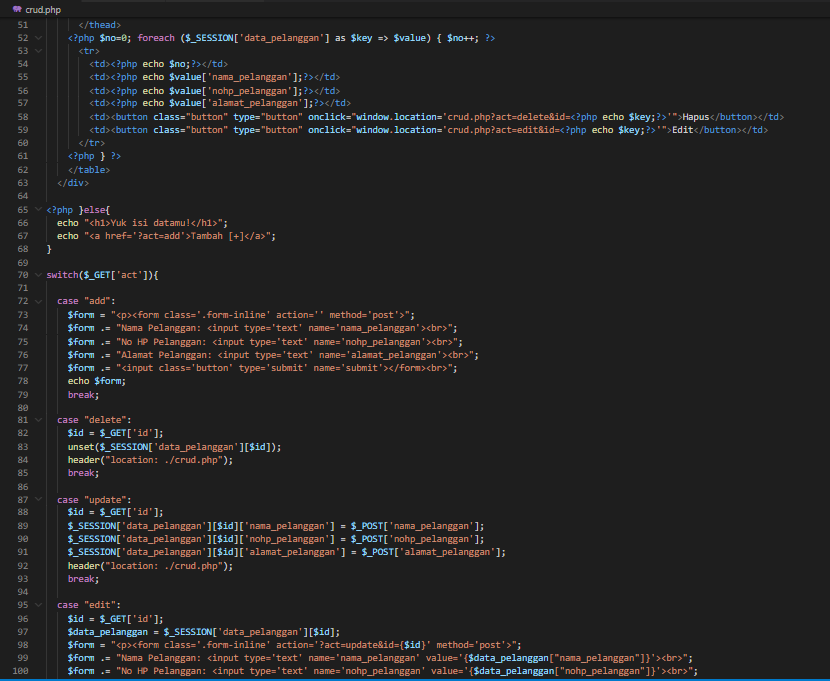 crud.php
51 </thead>
52 <?php $no=0; foreach ($_SESSION['data_pelanggan'] as $key => $value) { $no++; ?>
53 <tr>
54 <td><?php echo $no;?></td>
55 <td><?php echo $value['nama_pelanggan'];?></td>
56 <td><?php echo $value['nohp_pelanggan'];?></td>
57 <td><?php echo $value['alamat_pelanggan'];?></td>
58 <td><button class="button" type="button" onclick="window.location='crud.php?act=delete&id=<?php echo $key;?>'">Hapus</button></td>
59 <td><button class="button" type="button" onclick="window.location='crud.php?act=edit&id=<?php echo $key;?>'">Edit</button></td>
60 </tr>
61 <?php } ?>
62 </table>
63 </div>
64
65 <?php }else{
66 echo "<h1>Yuk isi datamu!</h1>";
67 echo "<a href='?act=add'>Tambah [+]</a>";
68 }
69
70 switch($_GET['act']){
71
72 case "add":
73 $form = "<p><form class='.form-inline' action='' method='post'>";
74 $form .= "Nama Pelanggan: <input type='text' name='nama_pelanggan'><br>";
75 $form .= "No HP Pelanggan: <input type='text' name='nohp_pelanggan'><br>";
76 $form .= "Alamat Pelanggan: <input type='text' name='alamat_pelanggan'><br>";
77 $form .= "<input class='button' type='submit' name='submit'></form><br>";
78 echo $form;
79 break;
80
81 case "delete":
82 $id = $_GET['id'];
83 unset($_SESSION['data_pelanggan'][$id]);
84 header("location: ./crud.php");
85 break;
86
87 case "update":
88 $id = $_GET['id'];
89 $_SESSION['data_pelanggan'][$id]['nama_pelanggan'] = $_POST['nama_pelanggan'];
90 $_SESSION['data_pelanggan'][$id]['nohp_pelanggan'] = $_POST['nohp_pelanggan'];
91 $_SESSION['data_pelanggan'][$id]['alamat_pelanggan'] = $_POST['alamat_pelanggan'];
92 header("location: ./crud.php");
93 break;
94
95 case "edit":
96 $id = $_GET['id'];
97 $data_pelanggan = $_SESSION['data_pelanggan'][$id];
98 $form = "<p><form class='.form-inline' action='?act=update&id={$id}' method='post'>";
99 $form .= "Nama Pelanggan: <input type='text' name='nama_pelanggan' value='{$data_pelanggan["nama_pelanggan"]}'><br>";
100 $form .= "No HP Pelanggan: <input type='text' name='nohp_pelanggan' value='{$data_pelanggan["nohp_pelanggan"]}'><br>";